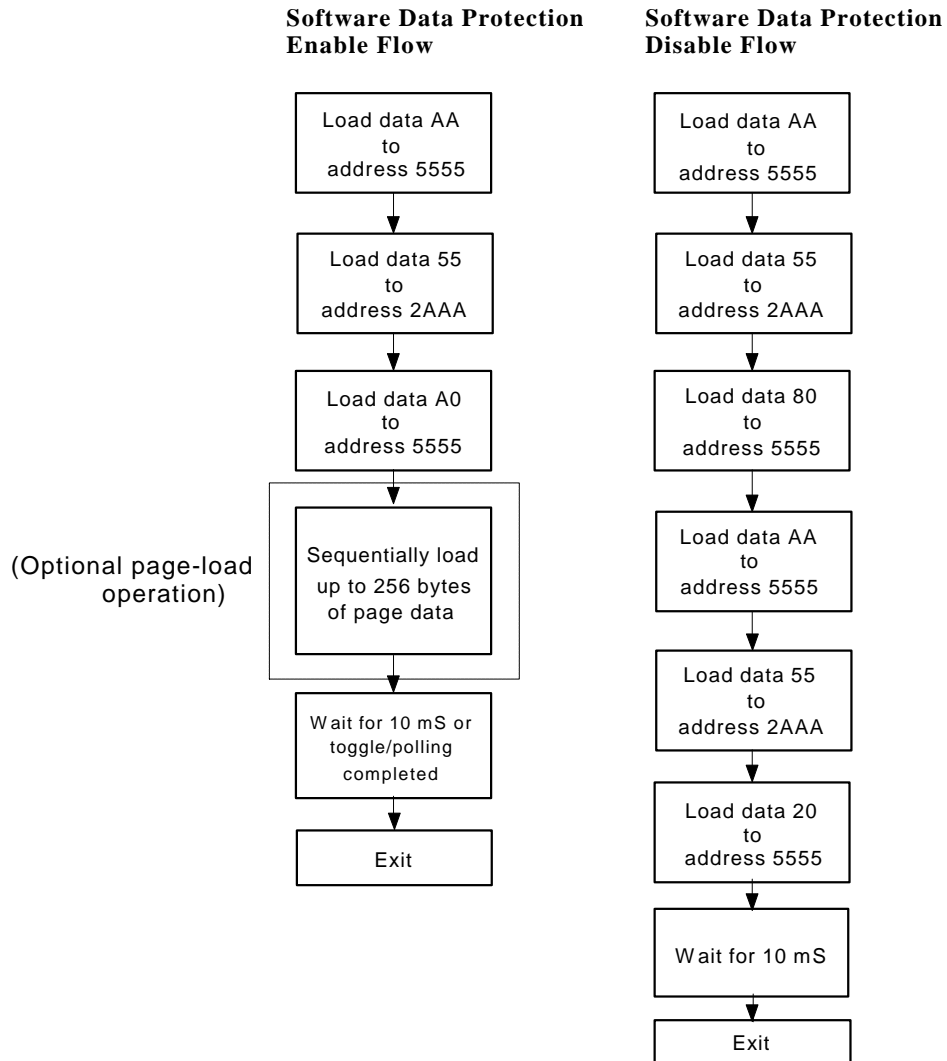 Software Data Protection
Enable Flow
Load data AA
to
address 5555
Load data 55
to
address 2AAA
Load data A0
to
address 5555
(Optional page-load
operation)
Sequentially load
up to 256 bytes
of page data
Wait for 10 mS or
toggle/polling
completed
Exit
Software Data Protection
Disable Flow
Load data AA
to
address 5555
Load data 55
to
address 2AAA
Load data 80
to
address 5555
Load data AA
to
address 5555
Load data 55
to
address 2AAA
Load data 20
to
address 5555
Wait for 10 mS
Exit